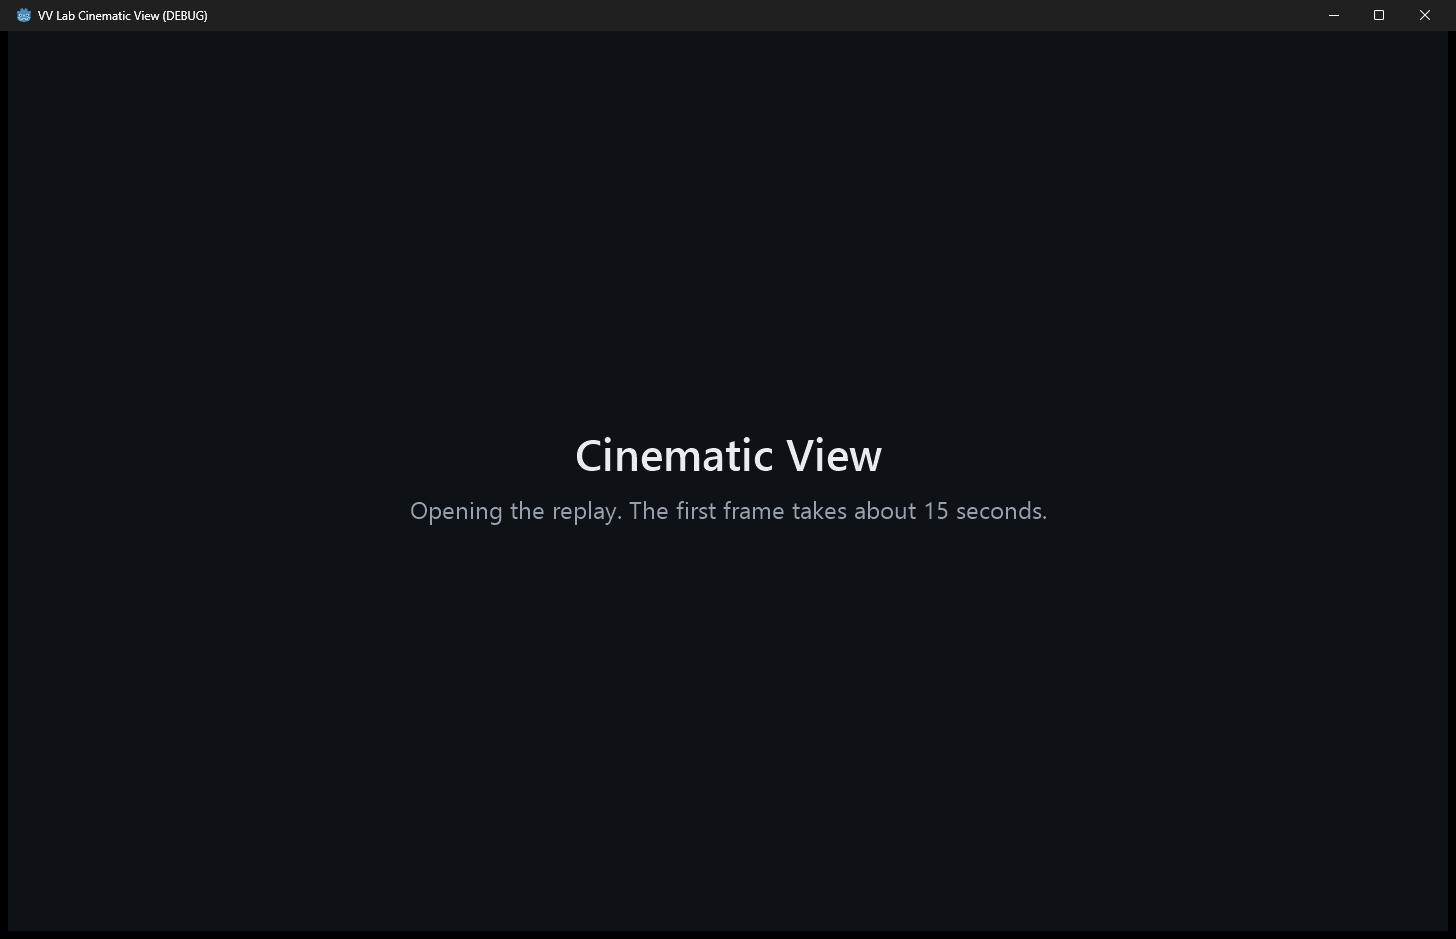 VV Lab Cinematic View (DEBUG)
Cinematic View
Opening the replay. The first frame takes about 15 seconds.